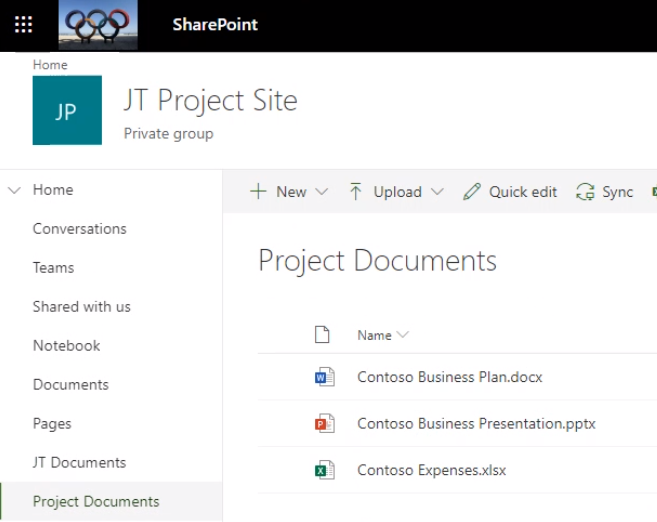 SharePoint
Home
JP
JT Project Site
Private group
Home
Conversations
Teams
Shared with us
Notebook
Documents
Pages
JT Documents
Project Documents
New Upload Quick edit Sync
Project Documents
Name
Contoso Business Plan.docx
Contoso Business Presentation.pptx
Contoso Expenses.xlsx